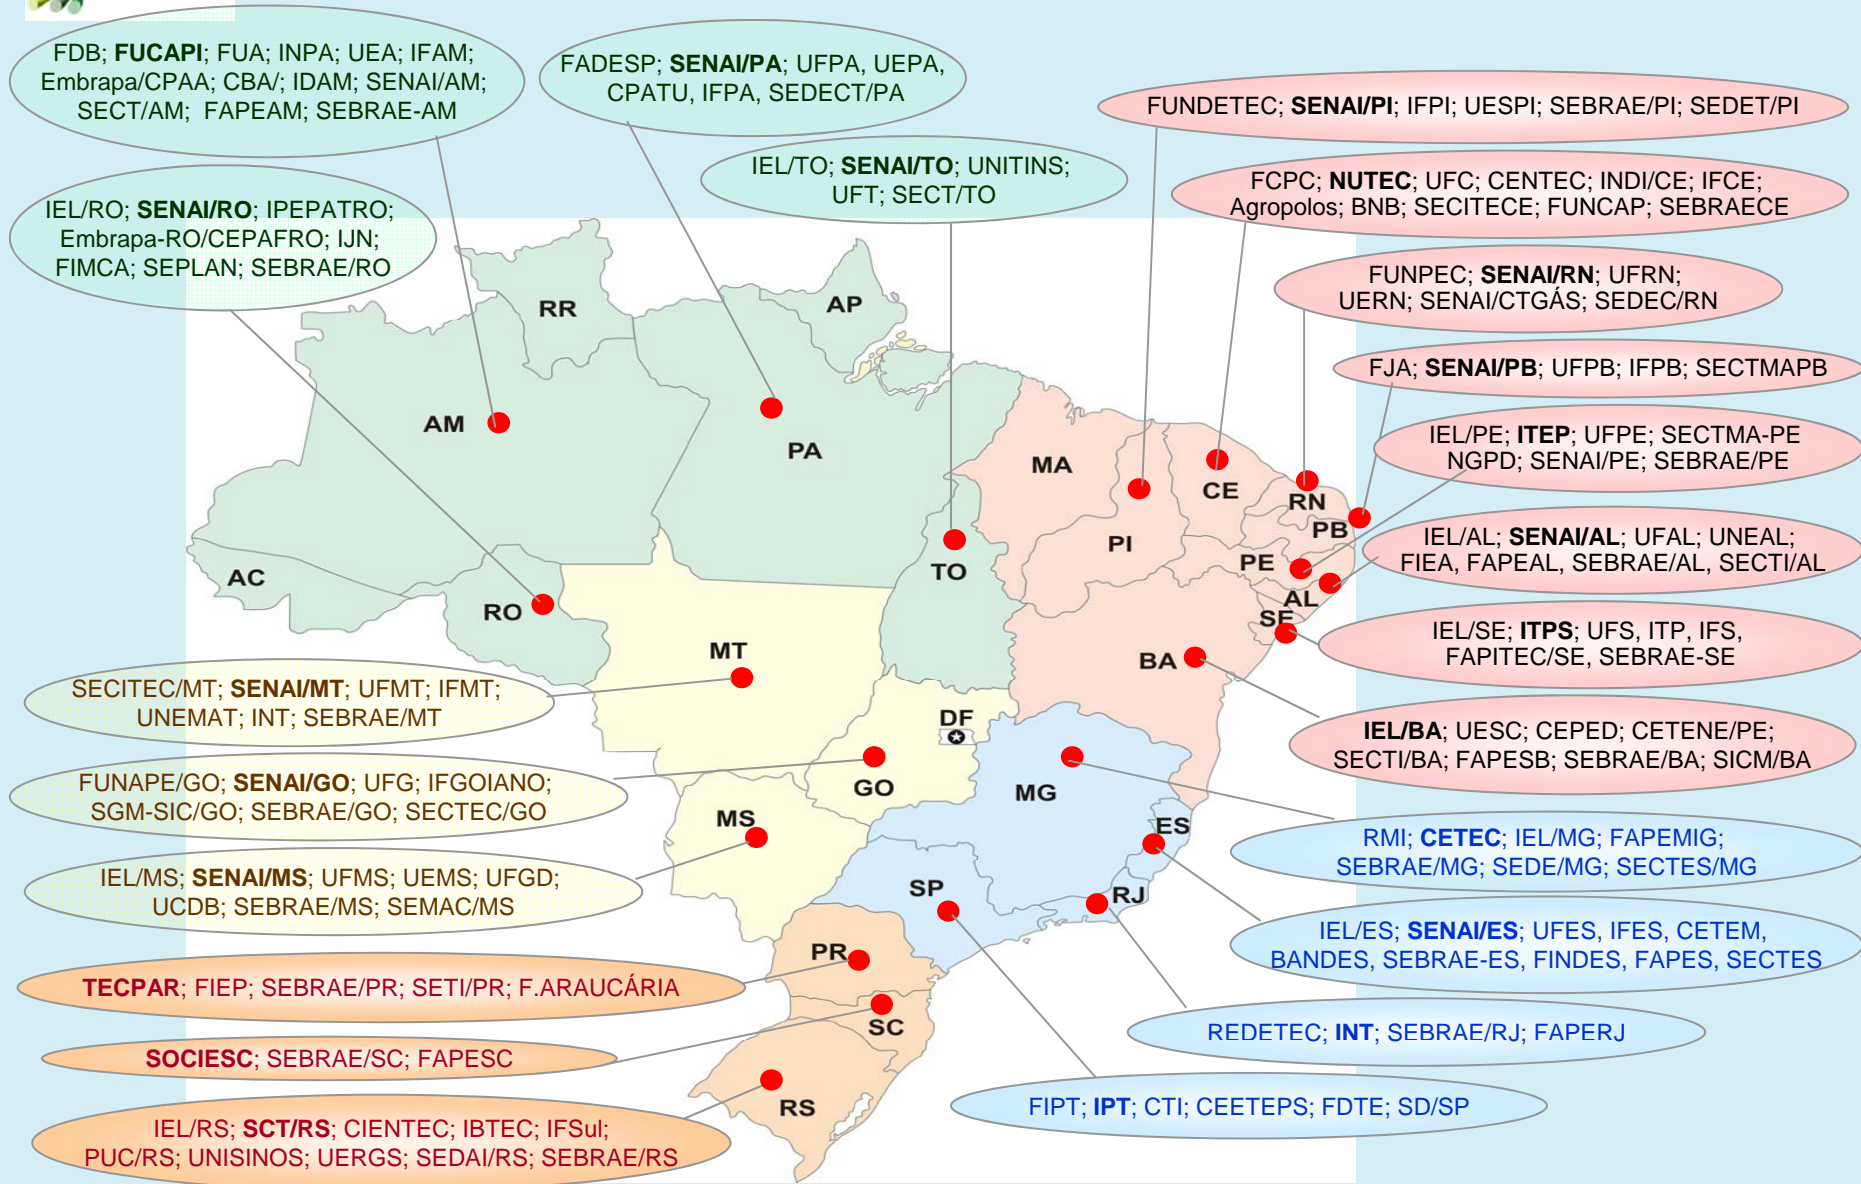 FDB; FUCAPI; FUA; INPA; UEA; IFAM;
Embrapa/CPAA; CBA/; IDAM; SENAI/AM;
SECT/AM; FAPEAM; SEBRAE-AM
FADESP; SENAI/PA; UFPA, UEPA,
CPATU, IFPA, SEDECT/PA
FUNDETEC; SENAI/PI; IFPI; UESPI; SEBRAE/PI; SEDET/PI
IEL/TO; SENAI/TO; UNITINS;
UFT; SECT/TO
FCPC; NUTEC; UFC; CENTEC; INDI/CE; IFCE;
Agropolos; BNB; SECITECE; FUNCAP; SEBRAECE
IEL/RO; SENAI/RO; IPEPATRO;
Embrapa-RO/CEPAFRO; IJN;
FIMCA; SEPLAN; SEBRAE/RO
FUNPEC; SENAI/RN; UFRN;
UERN; SENAI/CTGÁS; SEDEC/RN
FJA; SENAI/PB; UFPB; IFPB; SECTMAPB
IEL/PE; ITEP; UFPE; SECTMA-PE
NGPD; SENAI/PE; SEBRAE/PE
IEL/AL; SENAI/AL; UFAL; UNEAL;
FIEA, FAPEAL, SEBRAE/AL, SECTI/AL
IEL/SE; ITPS; UFS, ITP, IFS,
FAPITEC/SE, SEBRAE-SE
IEL/BA; UESC; CEPED; CETENE/PE;
SECTI/BA; FAPESB; SEBRAE/BA; SICM/BA
RR
AP
AM
PA
MA
CE
RN
PB
PI
PE
AC
TO
AL
RO
SE
MT
BA
DF
GO
MG
MS
ES
SP
RJ
PR
SC
RS
SECITEC/MT; SENAI/MT; UFMT; IFMT;
UNEMAT; INT; SEBRAE/MT
FUNAPE/GO; SENAI/GO; UFG; IFGOIANO;
SGM-SIC/GO; SEBRAE/GO; SECTEC/GO
IEL/MS; SENAI/MS; UFMS; UEMS; UFGD;
UCDB; SEBRAE/MS; SEMAC/MS
TECPAR; FIEP; SEBRAE/PR; SETI/PR; F.ARAUCÁRIA
SOCIESC; SEBRAE/SC; FAPESC
IEL/RS; SCT/RS; CIENTEC; IBTEC; IFSul;
PUC/RS; UNISINOS; UERGS; SEDAI/RS; SEBRAE/RS
RMI; CETEC; IEL/MG; FAPEMIG;
SEBRAE/MG; SEDE/MG; SECTES/MG
IEL/ES; SENAI/ES; UFES, IFES, CETEM,
BANDES, SEBRAE-ES, FINDES, FAPES, SECTES
REDETEC; INT; SEBRAE/RJ; FAPERJ
FIPT; IPT; CTI; CEETEPS; FDTE; SD/SP